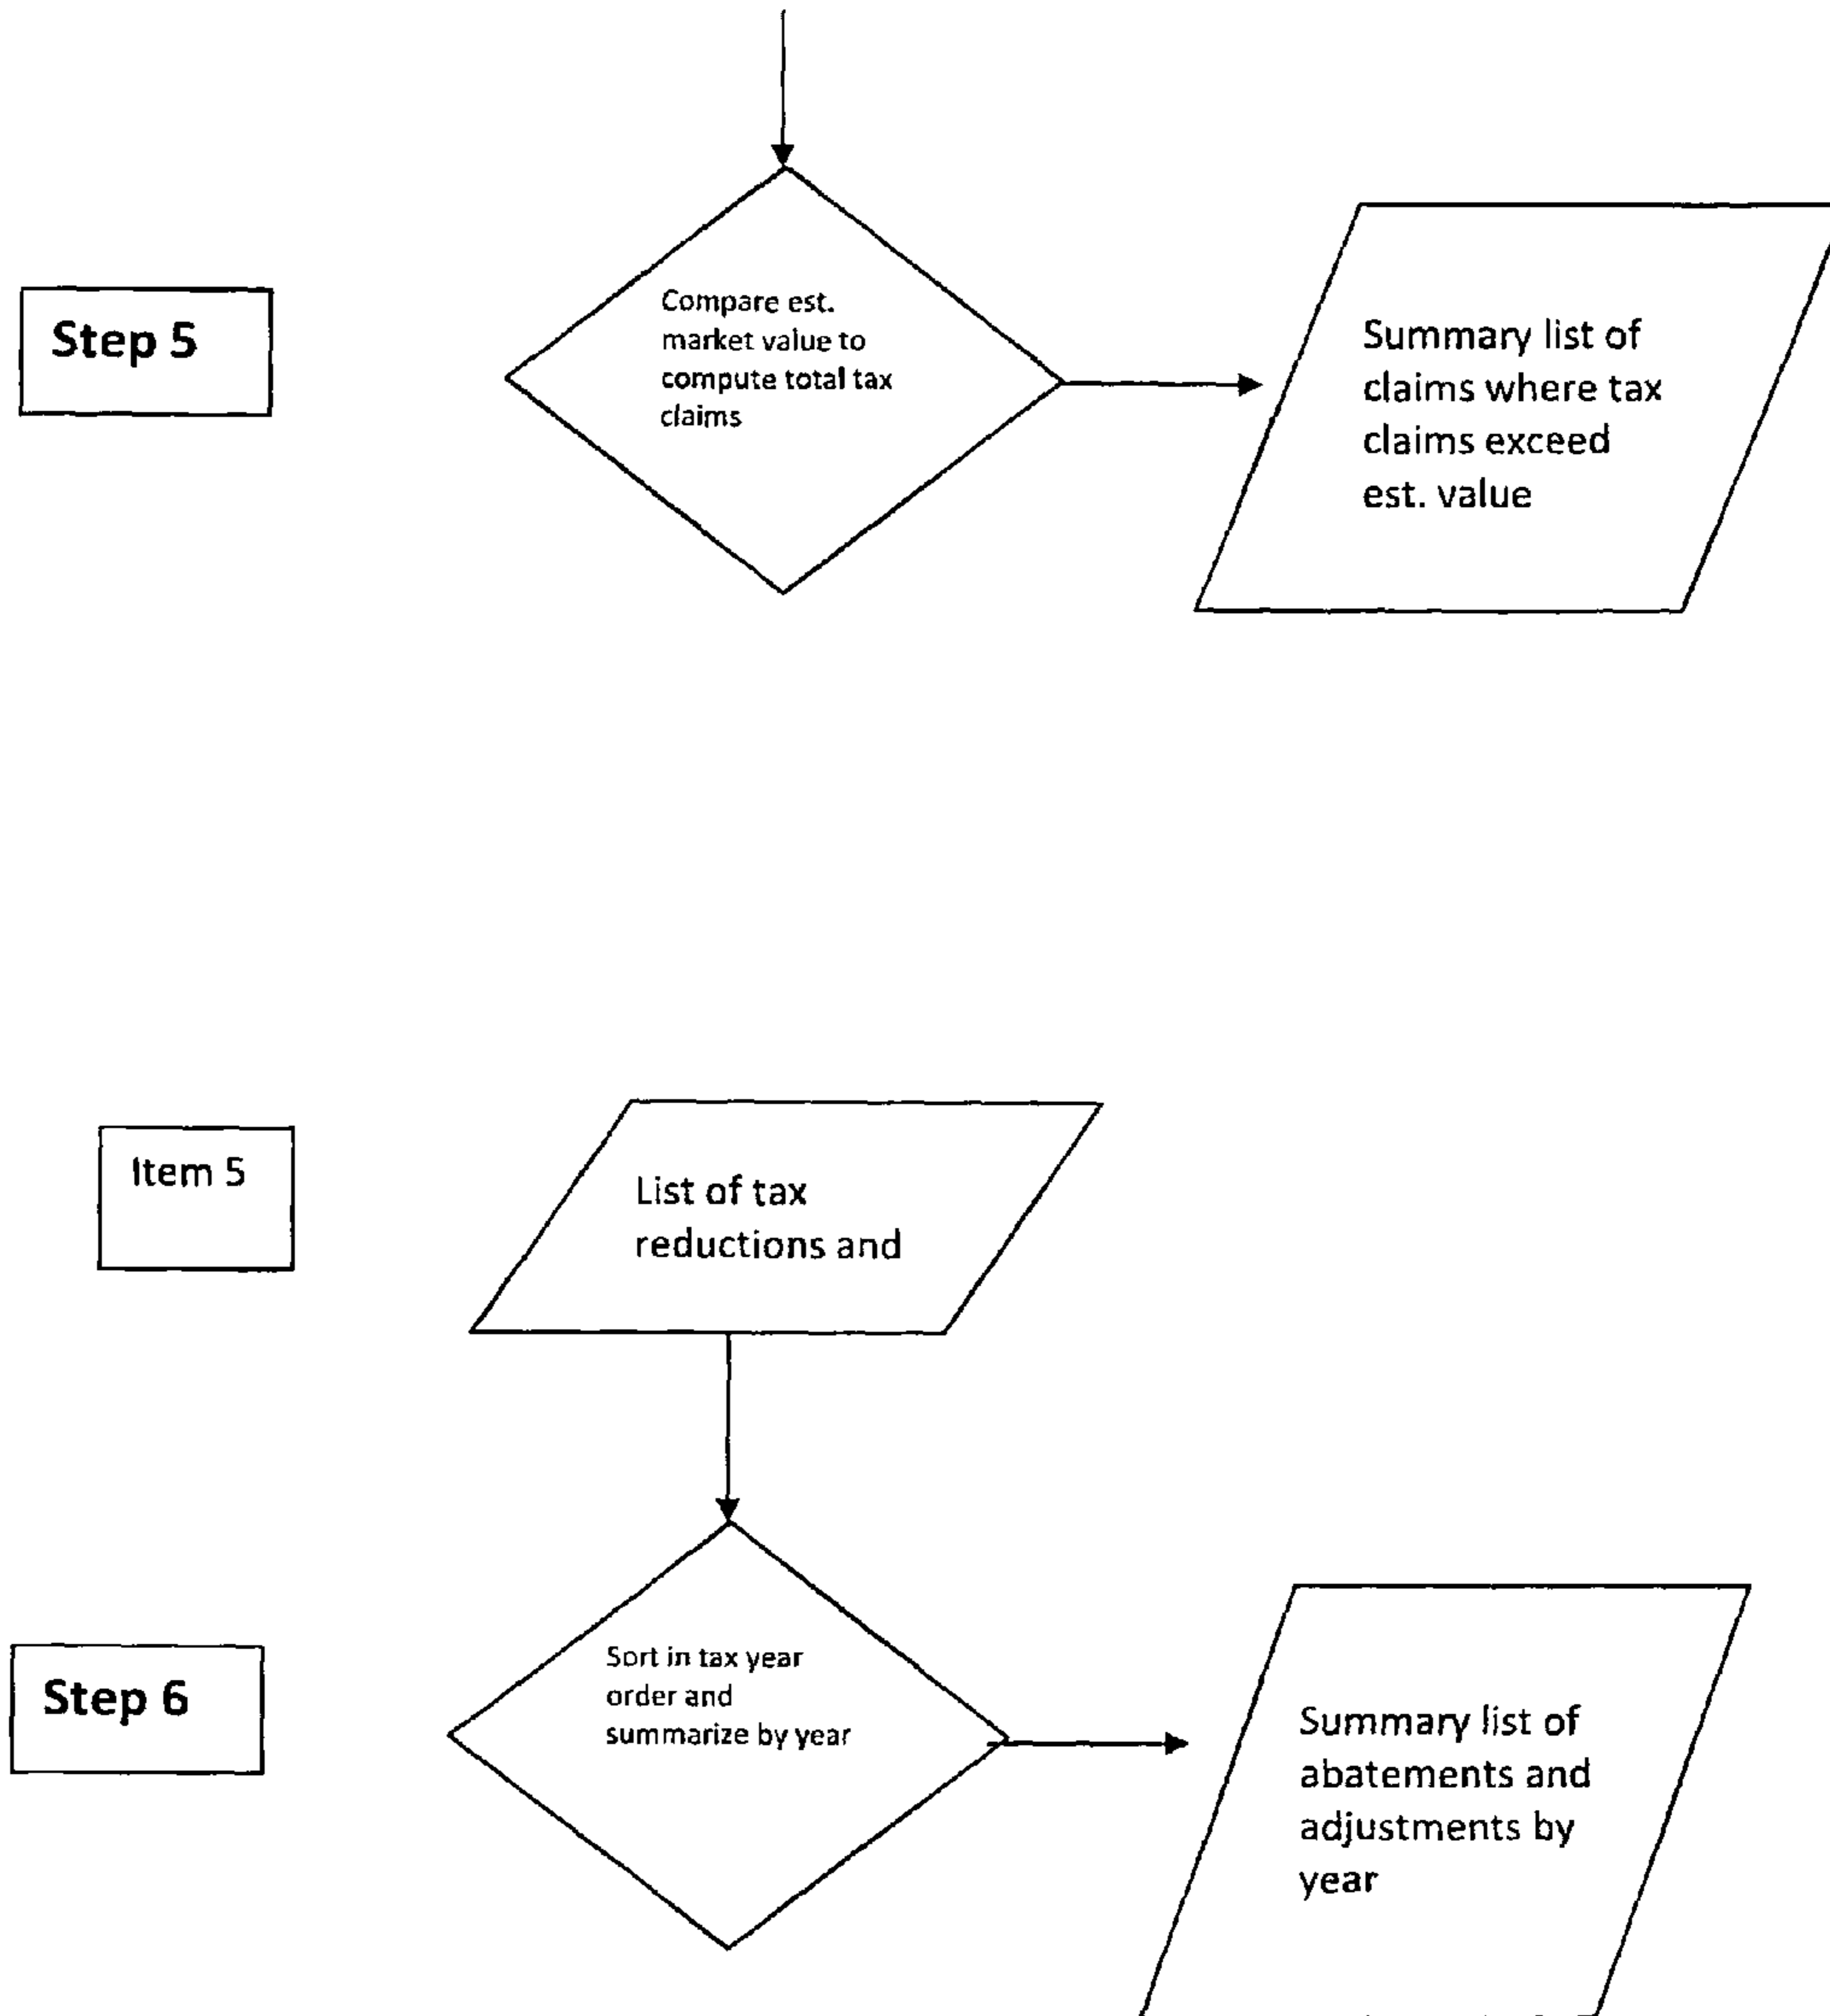 Step 5
Compare est.
market value to
compute total tax
claims
Summary list of
claims where tax
claims exceed
est. value
Item 5
List of tax
reductions and
Step 6
Sort in tax year
order and
summarize by year
Summary list of
abatements and
adjustments by
year